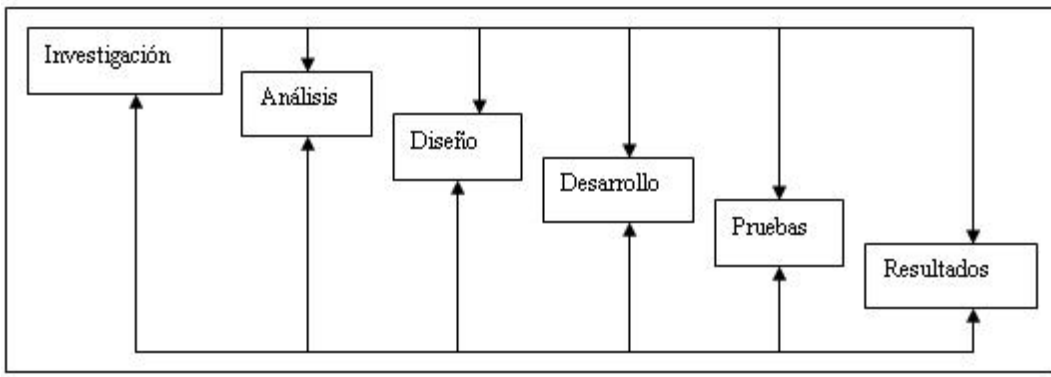 Investigación
Análisis
Diseño
Desarrollo
Pruebas
Resultados